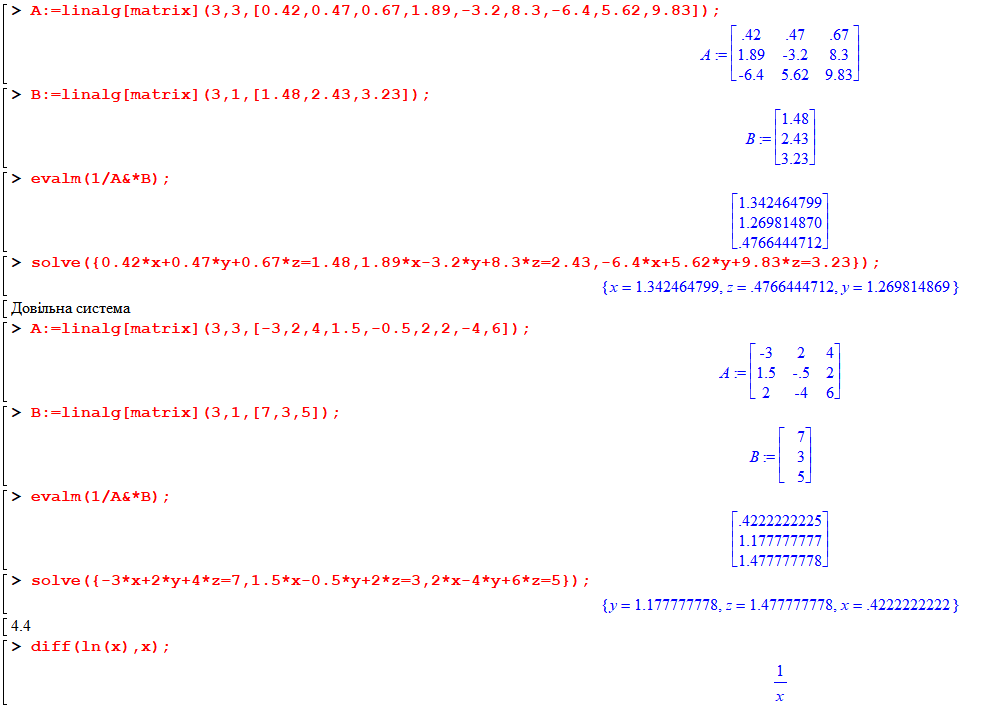 > A:=linalg[matrix](3,3,[0.42,0.47,0.67,1.89,-3.2,8.3,-6.4,5.62,9.83]);
.42 .47 .67
A := 1.89 -3.2 8.3
-6.4 5.62 9.83
> B:=linalg[matrix](3,1,[1.48,2.43,3.23]);
1.48
B := 2.43
3.23
> evalm(1/A&*B);
1.342464799
1.269814870
.4766444712
> solve({0.42*x+0.47*y+0.67*z=1.48,1.89*x-3.2*y+8.3*z=2.43,-6.4*x+5.62*y+9.83*z=3.23});
{x = 1.342464799, z = .4766444712, y = 1.269814869}
Довільна система
> A:=linalg[matrix](3,3,[-3,2,4,1.5,-0.5,2,2,-4,6]);
-3 2 4
A := 1.5 -.5 2
2 -4 6
> B:=linalg[matrix](3,1,[7,3,5]);
7
B := 3
5
> evalm(1/A&*B);
.4222222225
1.177777777
1.477777778
> solve({-3*x+2*y+4*z=7,1.5*x-0.5*y+2*z=3,2*x-4*y+6*z=5});
{y = 1.177777778, z = 1.477777778, x = .4222222222}
4.4
> diff(ln(x),x);
1
x